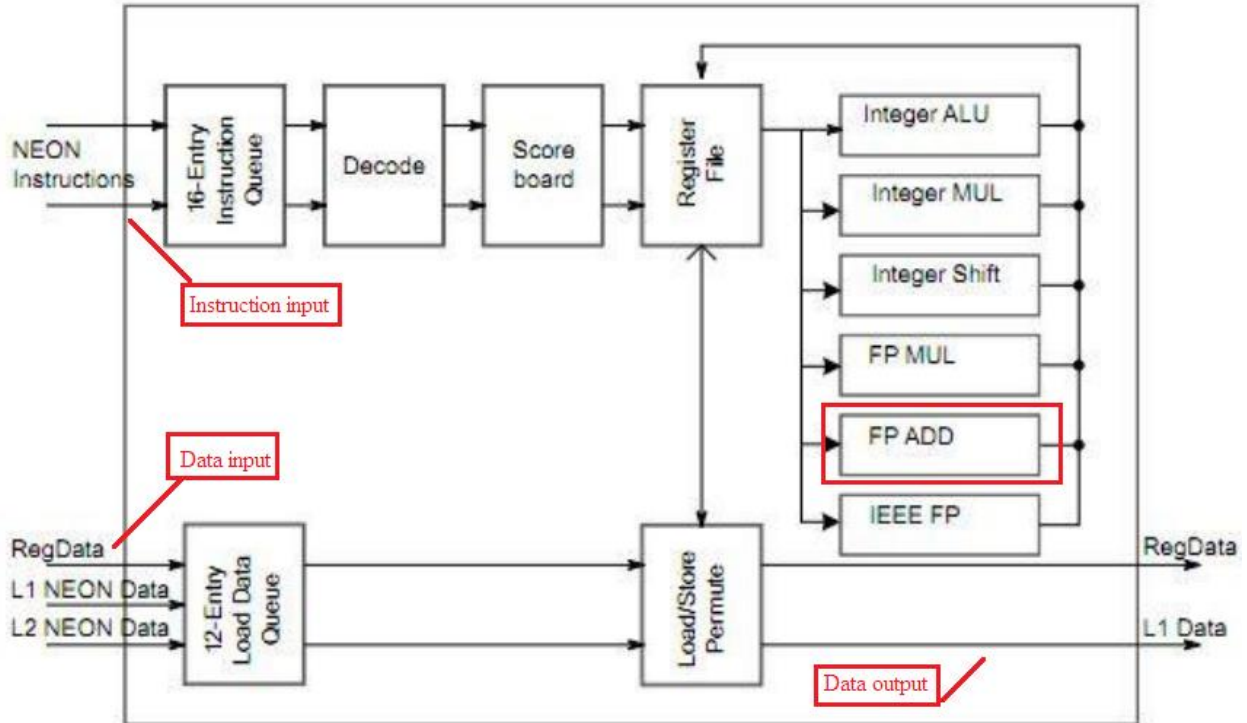 NEON
Instructions
16-Entry
Instruction
Queue
Decode
Score
board
Register
File
Integer ALU
Integer MUL
Integer Shift
FP MUL
FP ADD
IEEE FP
Instruction input
Data input
RegData
L1 NEON Data
L2 NEON Data
12-Entry
Load Data
Queue
Load/Store
Permute
RegData
L1 Data
Data output